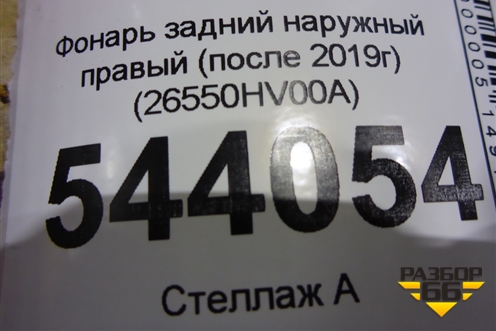 Фонарь задний наружный
правый (после 2019г)
(26550HV00A)
544054
Стеллаж А
РАЗБОР
66